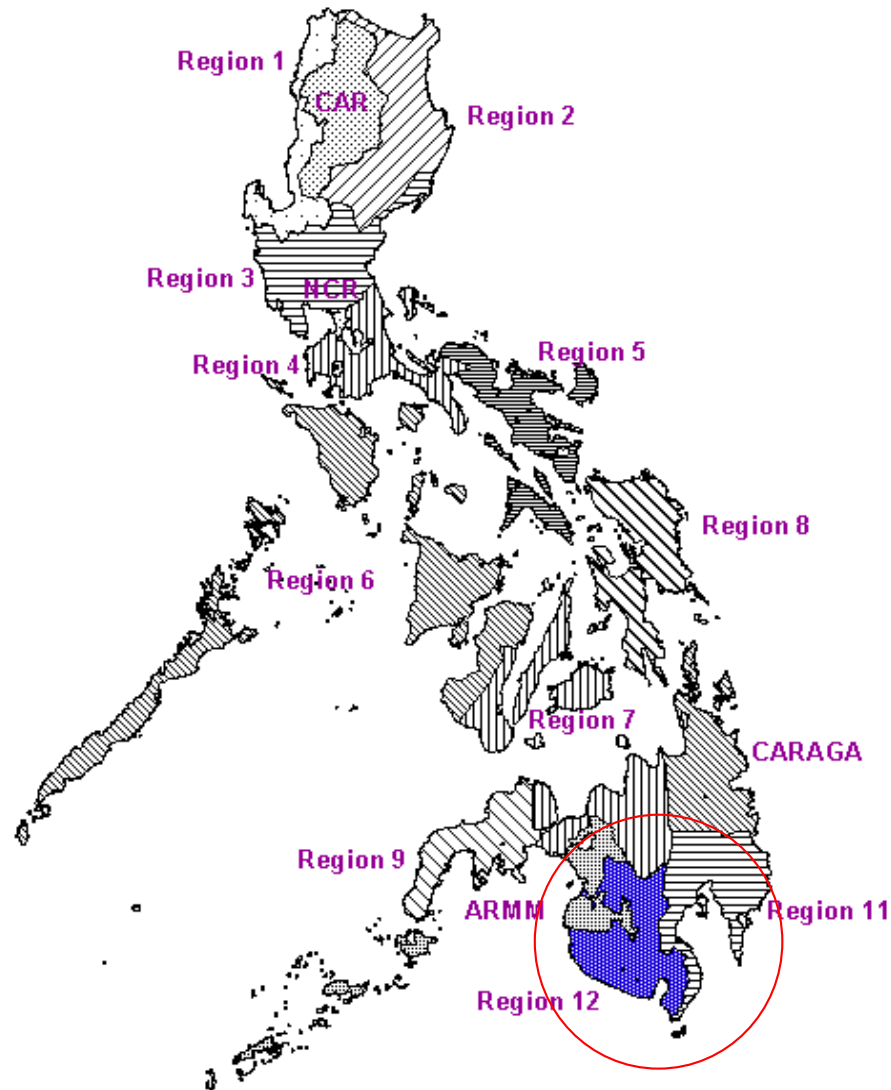 Region 1
CAR
Region 2
Region 3
NCR
Region 4
Region 5
Region 8
Region 6
Region 7
CARAGA
Region 9
ARMM
Region 11
Region 12